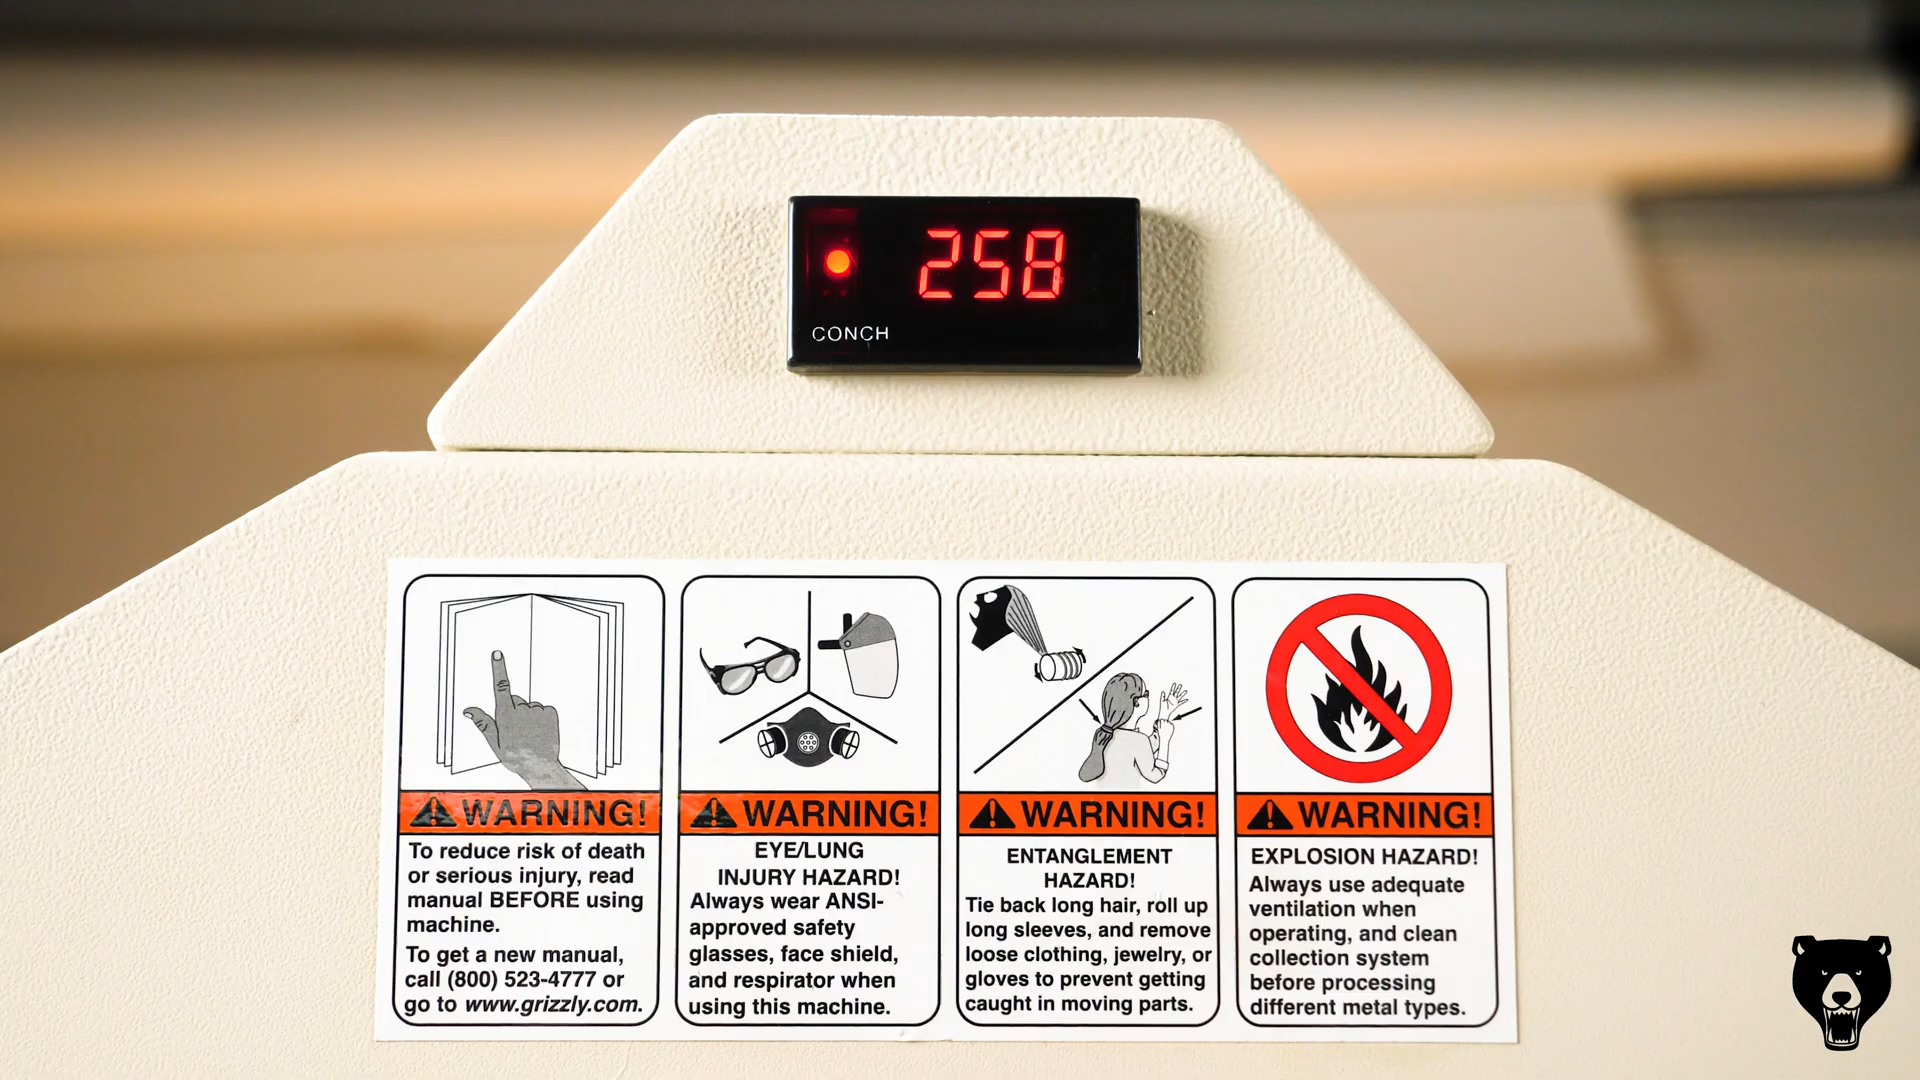 258
CONCH
WARNING!
To reduce risk of death
or serious injury, read
manual BEFORE using
machine.
To get a new manual,
call (800) 523-4777 or
go to www.grizzly.com.
WARNING!
EYE/LUNG
INJURY HAZARD!
Always wear ANSI-
approved safety
glasses, face shield,
and respirator when
using this machine.
WARNING!
ENTANGLEMENT
HAZARD!
Tie back long hair, roll up
long sleeves, and remove
loose clothing, jewelry, or
gloves to prevent getting
caught in moving parts.
WARNING!
EXPLOSION HAZARD!
Always use adequate
ventilation when
operating, and clean
collection system
before processing
different metal types.